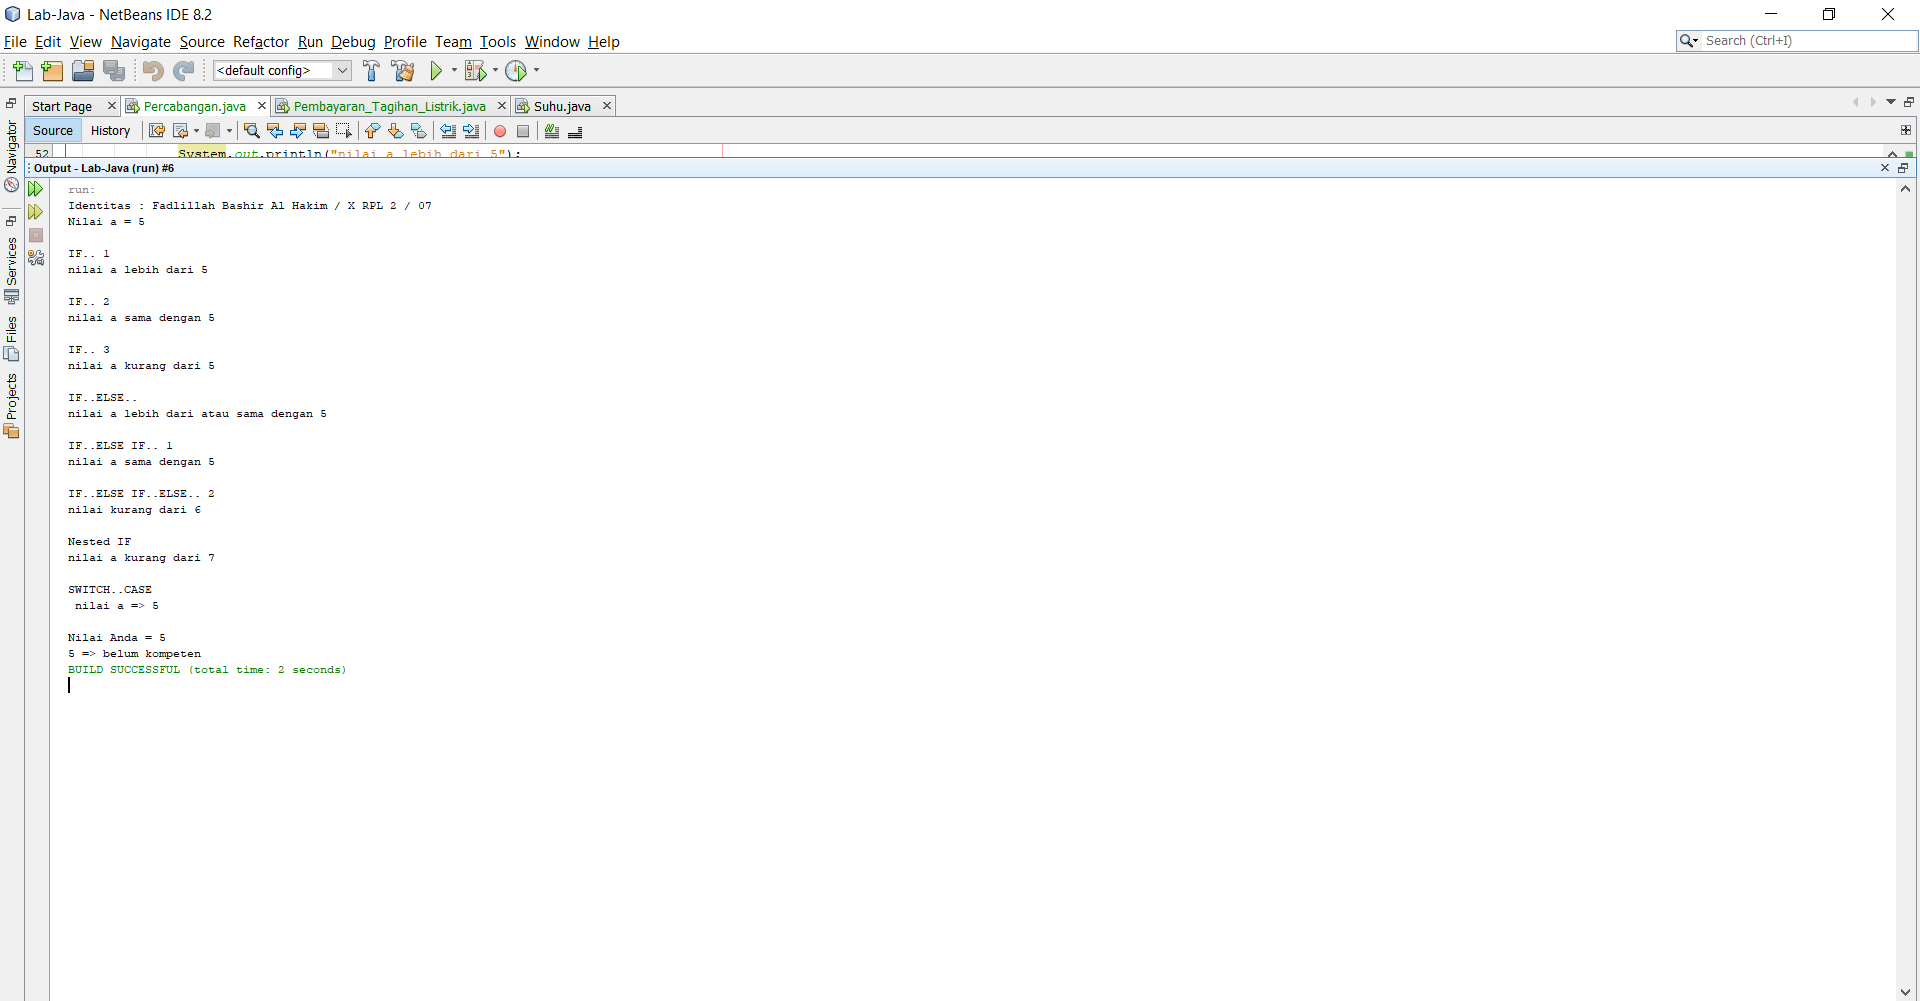 Lab-Java - NetBeans IDE 8.2
File Edit View Navigate Source Refactor Run Debug Profile Team Tools Window Help
Search (Ctrl+I)
<default config>
Start Page
Percabangan.java
Pembayaran_Tagihan_Listrik.java
Suhu.java
Source History
52 System.out.println("nilai a lebih dari 5");
Output - Lab-Java (run) #6
Navigator
Services
Files
Projects
run:
Identitas : Fadlillah Bashir Al Hakim / X RPL 2 / 07
Nilai a = 5
IF.. 1
nilai a lebih dari 5
IF.. 2
nilai a sama dengan 5
IF.. 3
nilai a kurang dari 5
IF..ELSE..
nilai a lebih dari atau sama dengan 5
IF..ELSE IF.. 1
nilai a sama dengan 5
IF..ELSE IF..ELSE.. 2
nilai kurang dari 6
Nested IF
nilai a kurang dari 7
SWITCH..CASE
nilai a => 5
Nilai Anda = 5
5 => belum kompeten
BUILD SUCCESSFUL (total time: 2 seconds)